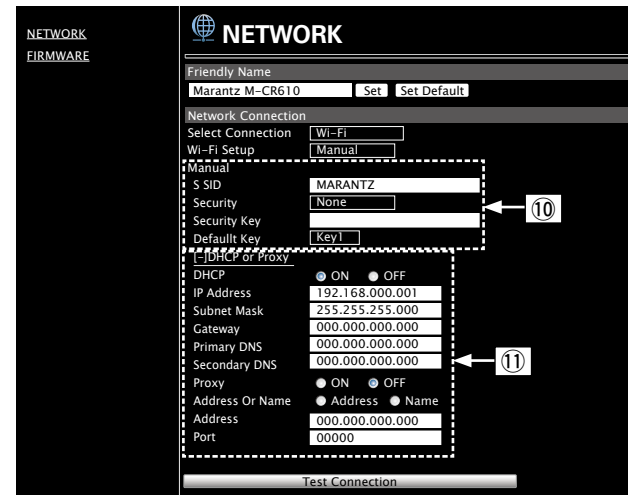 NETWORK
FIRMWARE
NETWORK
Friendly Name
Marantz M-CR610 Set Set Default
Network Connection
Select Connection Wi-Fi
Wi-Fi Setup Manual
Manual
S SID MARANTZ
Security None
Security Key
Defaullt Key Key1
⑩
[-]DHCP or Proxy
DHCP ON OFF
IP Address 192.168.000.001
Subnet Mask 255.255.255.000
Gateway 000.000.000.000
Primary DNS 000.000.000.000
Secondary DNS 000.000.000.000
⑪
Proxy ON OFF
Address Or Name Address Name
Address 000.000.000.000
Port 00000
Test Connection